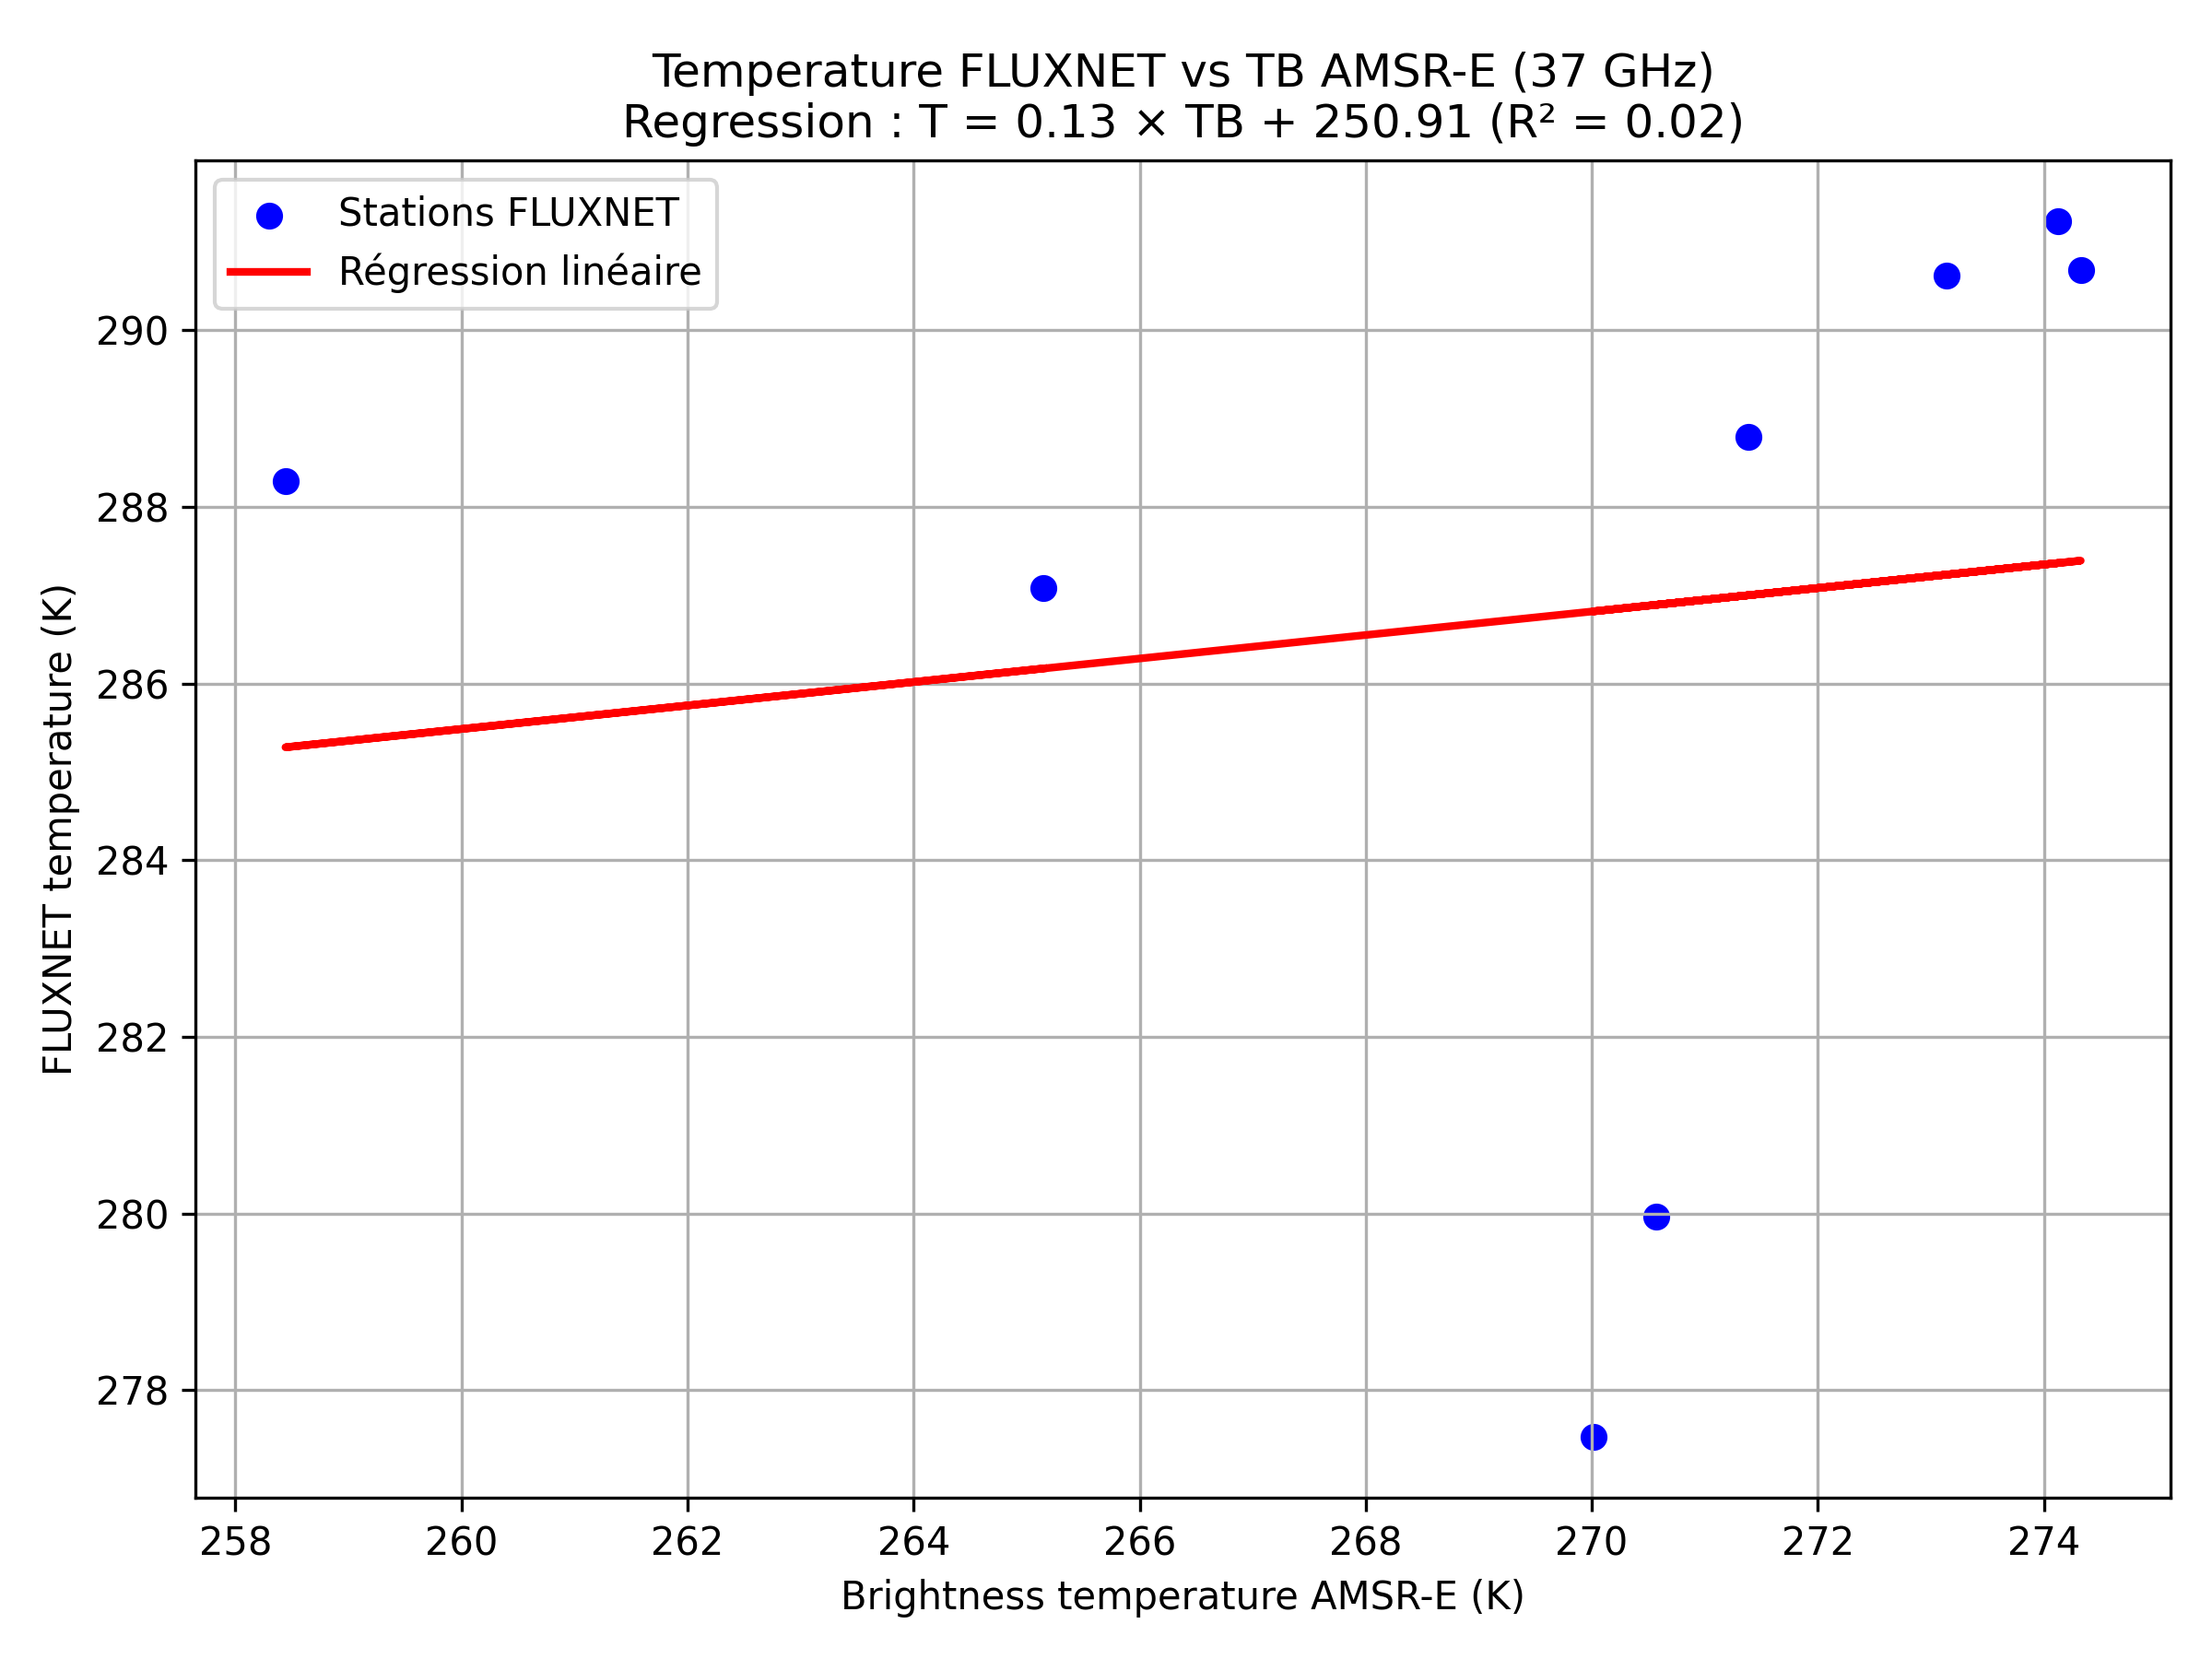 Temperature FLUXNET vs TB AMSR-E (37 GHz)
Regression : T = 0.13 × TB + 250.91 (R² = 0.02)
Stations FLUXNET
Régression linéaire
FLUXNET temperature (K)
290
288
286
284
282
280
278
258 260 262 264 266 268 270 272 274
Brightness temperature AMSR-E (K)